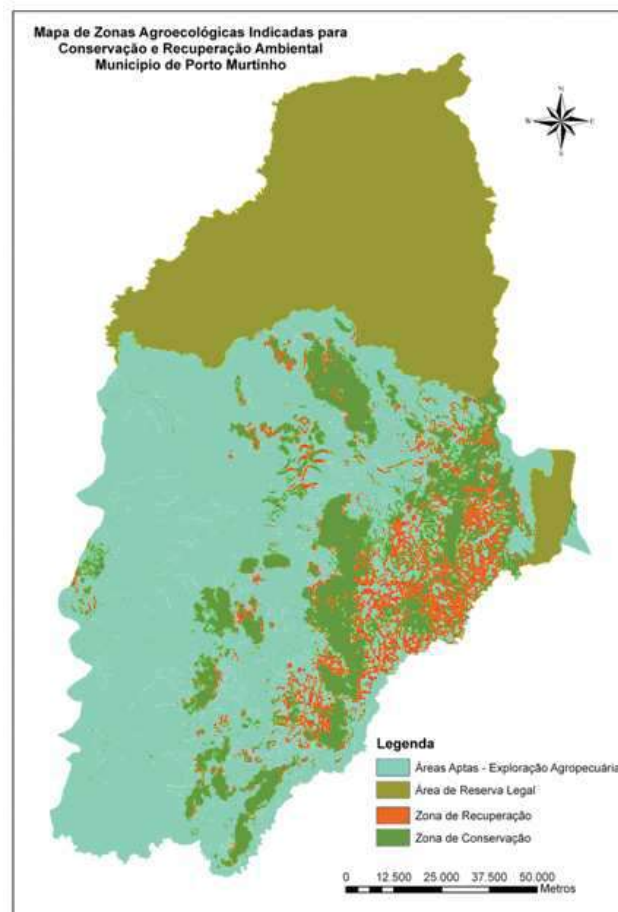 Mapa de Zonas Agroecológicas Indicadas para
Conservação e Recuperação Ambiental
Município de Porto Murtinho
N
W E
S
Legenda
Áreas Aptas - Exploração Agropecuária
Área de Reserva Legal
Zona de Recuperação
Zona de Conservação
0 12.500 25.000 37.500 50.000
Metros